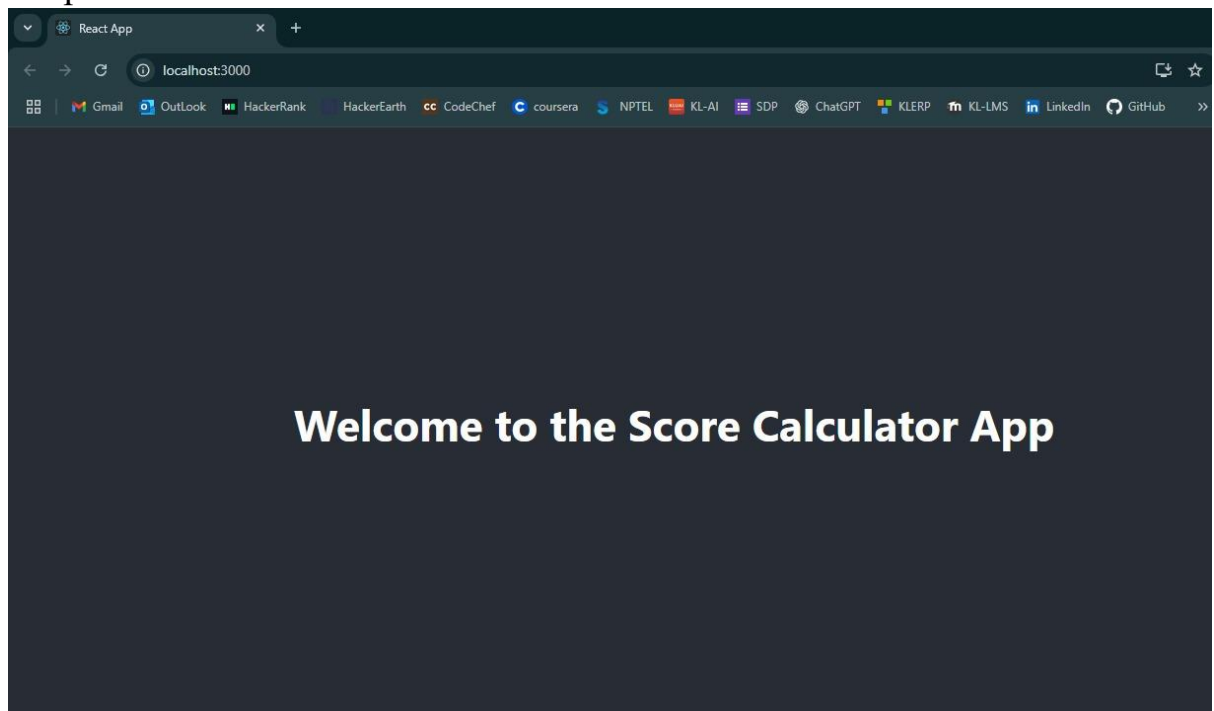 React App
localhost:3000
Gmail OutLook HackerRank HackerEarth CodeChef coursera NPTEL KL-AI SDP ChatGPT KLERP KL-LMS LinkedIn GitHub
Welcome to the Score Calculator App